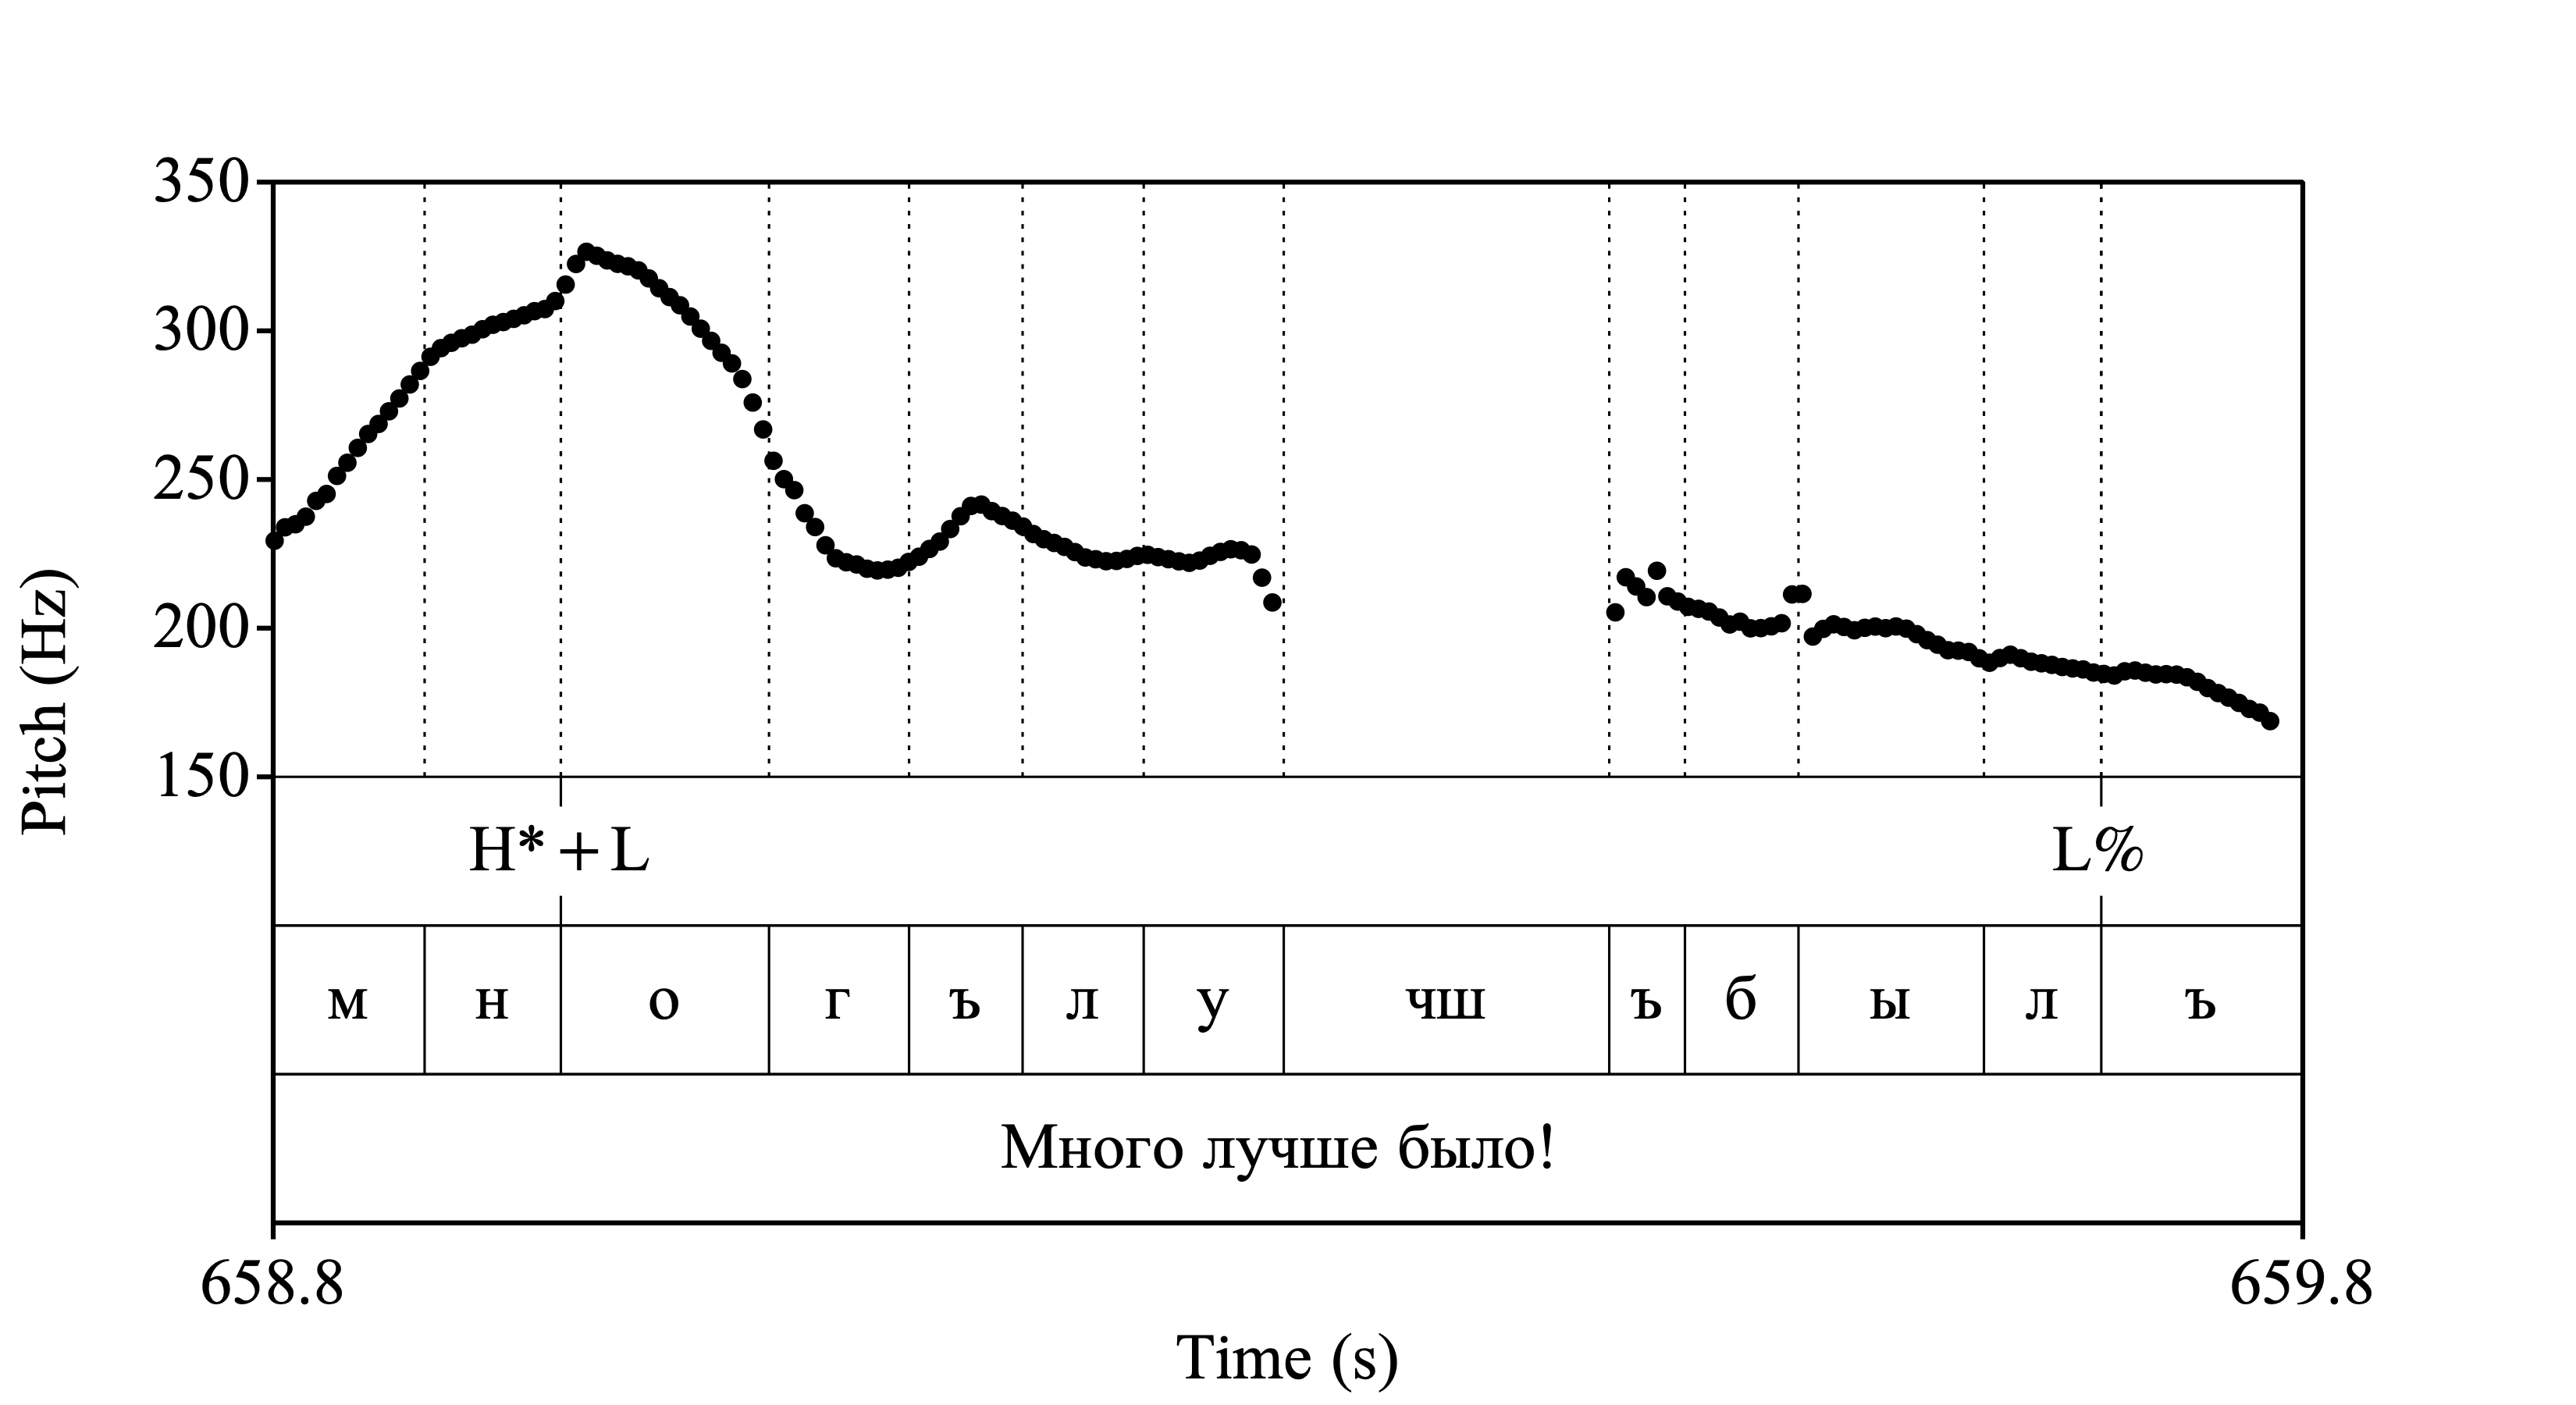 350
300
250
200
150
Pitch (Hz)
H* + L L%
м н о г ъ л у чш ъ б ы л ъ
Много лучше было!
658.8 659.8
Time (s)